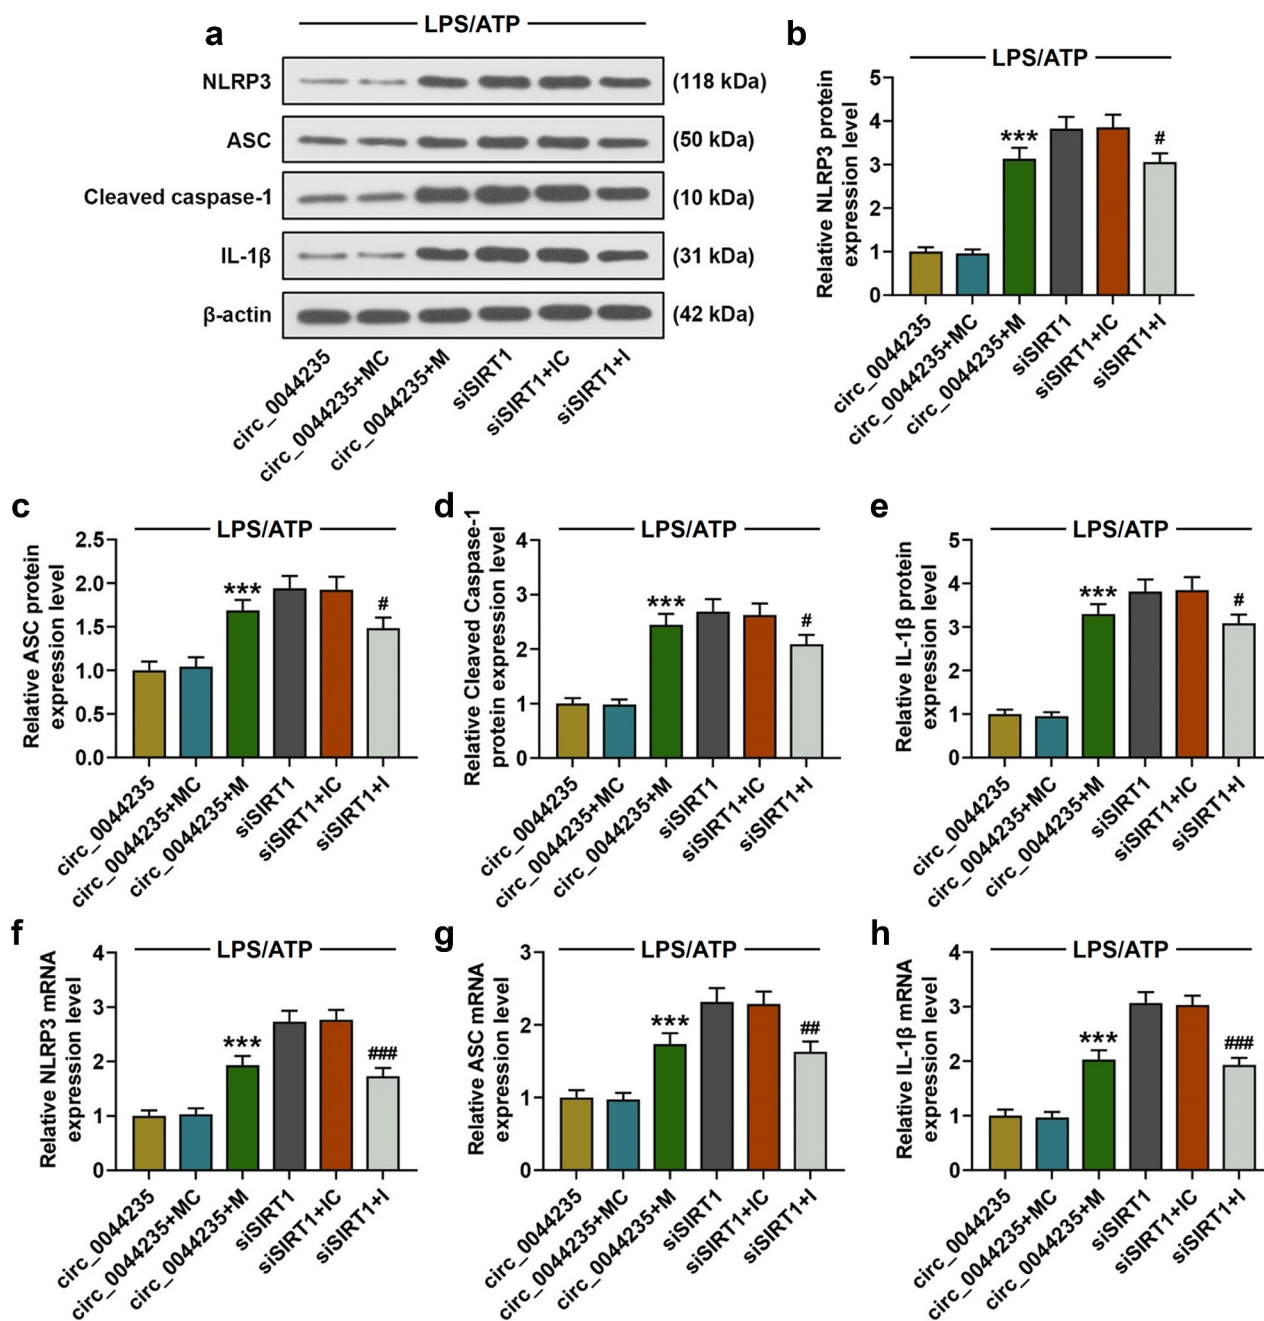 a
LPS/ATP
NLRP3 (118 kDa)
ASC (50 kDa)
Cleaved caspase-1 (10 kDa)
IL-1β (31 kDa)
β-actin (42 kDa)
circ_0044235
circ_0044235+MC
circ_0044235+M
siSIRT1
siSIRT1+IC
siSIRT1+I
b
LPS/ATP
Relative NLRP3 protein
expression level
5
4
3
2
1
0
***
#
circ_0044235
circ_0044235+MC
circ_0044235+M
siSIRT1
siSIRT1+IC
siSIRT1+I
c
LPS/ATP
Relative ASC protein
expression level
2.5
2.0
1.5
1.0
0.5
0.0
***
#
circ_0044235
circ_0044235+MC
circ_0044235+M
siSIRT1
siSIRT1+IC
siSIRT1+I
d
LPS/ATP
Relative Cleaved Caspase-1
protein expression level
4
3
2
1
0
***
#
circ_0044235
circ_0044235+MC
circ_0044235+M
siSIRT1
siSIRT1+IC
siSIRT1+I
e
LPS/ATP
Relative IL-1β protein
expression level
5
4
3
2
1
0
***
#
circ_0044235
circ_0044235+MC
circ_0044235+M
siSIRT1
siSIRT1+IC
siSIRT1+I
f
LPS/ATP
Relative NLRP3 mRNA
expression level
4
3
2
1
0
***
###
circ_0044235
circ_0044235+MC
circ_0044235+M
siSIRT1
siSIRT1+IC
siSIRT1+I
g
LPS/ATP
Relative ASC mRNA
expression level
3
2
1
0
***
##
circ_0044235
circ_0044235+MC
circ_0044235+M
siSIRT1
siSIRT1+IC
siSIRT1+I
h
LPS/ATP
Relative IL-1β mRNA
expression level
4
3
2
1
0
***
###
circ_0044235
circ_0044235+MC
circ_0044235+M
siSIRT1
siSIRT1+IC
siSIRT1+I